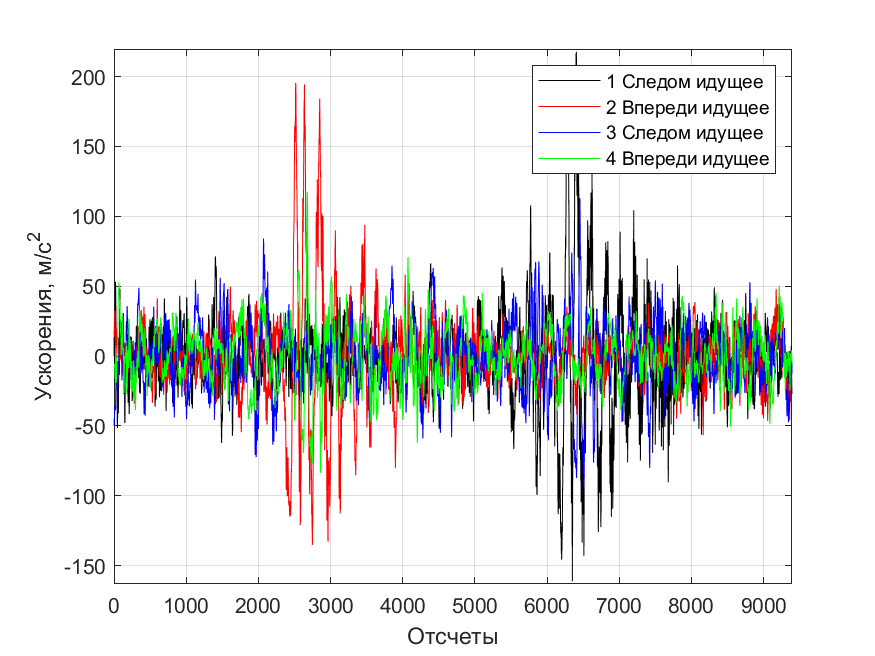 200
150
100
50
0
-50
-100
-150
0 1000 2000 3000 4000 5000 6000 7000 8000 9000
Отсчеты
Ускорения, м/с²
1 Следом идущее
2 Впереди идущее
3 Следом идущее
4 Впереди идущее